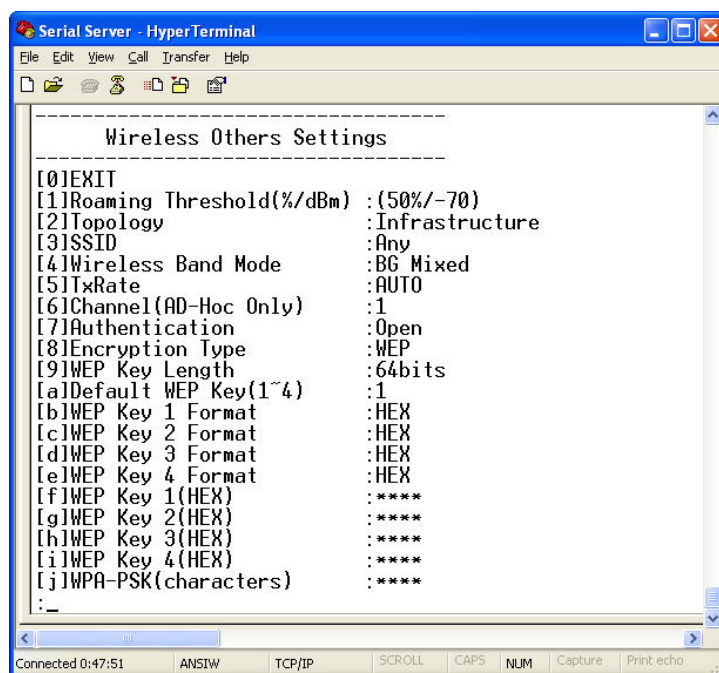 Serial Server - HyperTerminal
File Edit View Call Transfer Help
-----------------------------------
Wireless Others Settings
-----------------------------------
[0]EXIT
[1]Roaming Threshold(%/dBm) :(50%/-70)
[2]Topology :Infrastructure
[3]SSID :Any
[4]Wireless Band Mode :BG Mixed
[5]TxRate :AUTO
[6]Channel(AD-Hoc Only) :1
[7]Authentication :Open
[8]Encryption Type :WEP
[9]WEP Key Length :64bits
[a]Default WEP Key(1~4) :1
[b]WEP Key 1 Format :HEX
[c]WEP Key 2 Format :HEX
[d]WEP Key 3 Format :HEX
[e]WEP Key 4 Format :HEX
[f]WEP Key 1(HEX) :****
[g]WEP Key 2(HEX) :****
[h]WEP Key 3(HEX) :****
[i]WEP Key 4(HEX) :****
[j]WPA-PSK(characters) :****
:_
Connected 0:47:51 ANSIW TCP/IP SCROLL CAPS NUM Capture Print echo